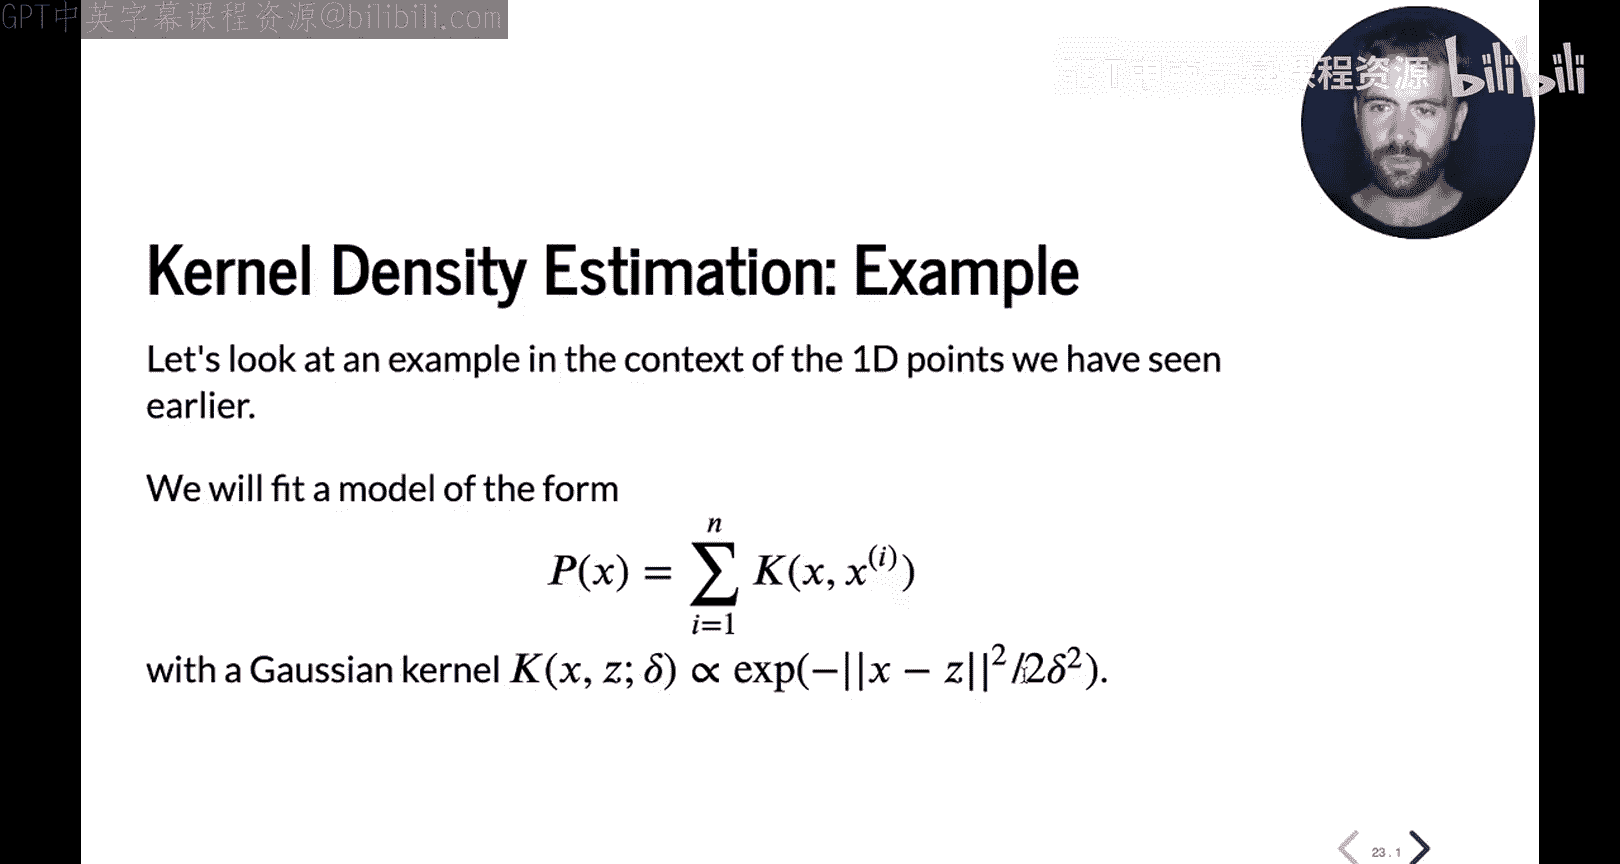 GPT中英字幕课程资源@bilibili.com
程资源 bilibili
Kernel Density Estimation: Example
Let's look at an example in the context of the 1D points we have seen
earlier.
We will fit a model of the form
n
P(x) = ∑ K(x, x⁽ⁱ⁾)
i=1
with a Gaussian kernel K(x, z; δ) ∝ exp(−||x − z||²/2δ²).
23 . 1